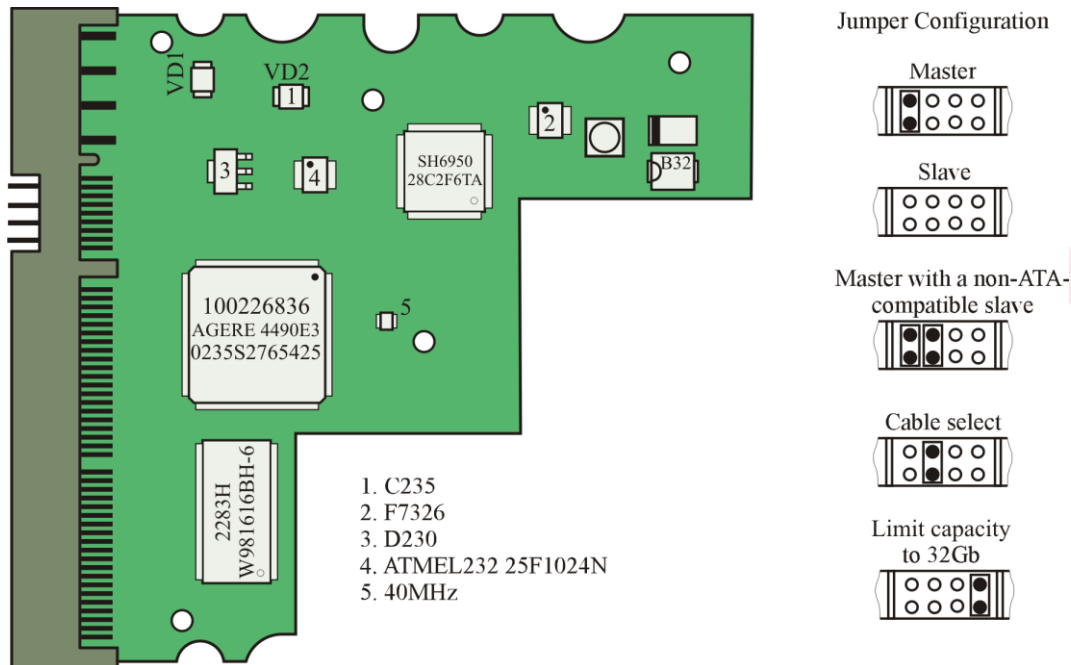 VD1
VD2
1
2
SH6950
28C2F6TA
B32
3
4
100226836
AGERE 4490E3
0235S2765425
5
2283H
W981616BH-6
1. C235
2. F7326
3. D230
4. ATMEL232 25F1024N
5. 40MHz
Jumper Configuration
Master
Slave
Master with a non-ATA-
compatible slave
Cable select
Limit capacity
to 32Gb